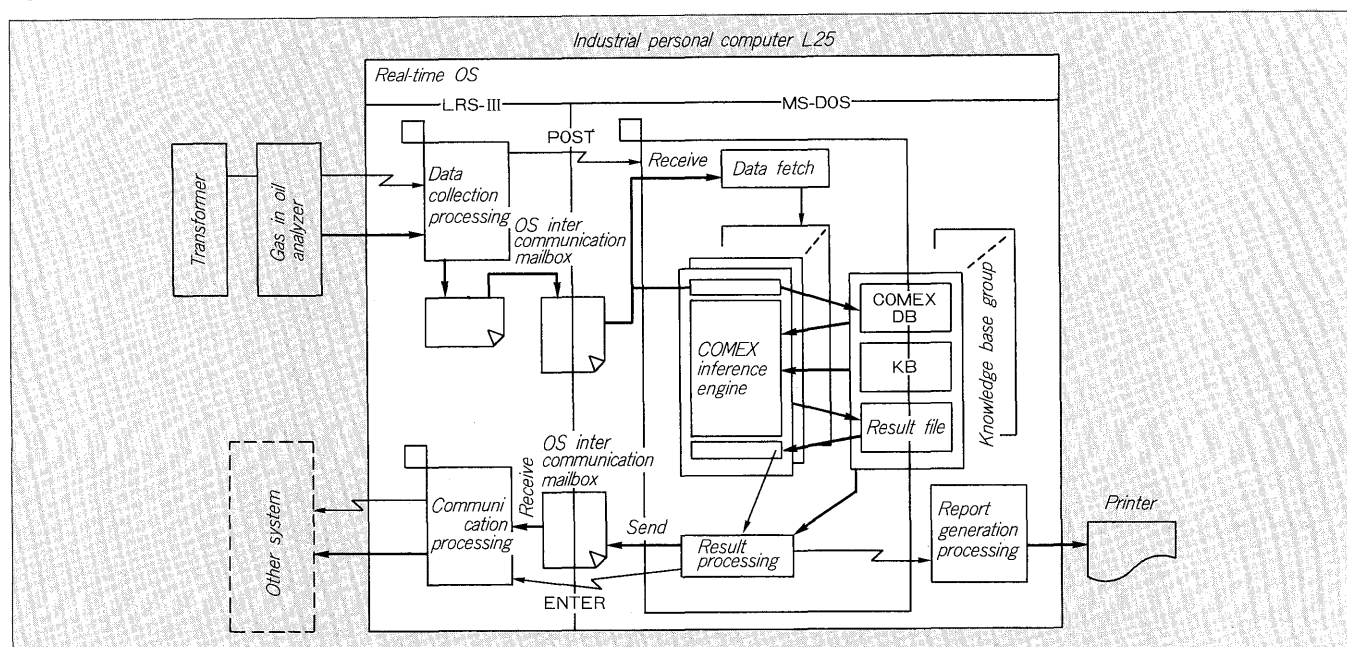 Industrial personal computer L25
Real-time OS
LRS-III
MS-DOS
POST
Receive
Data fetch
Transformer
Gas in oil
analyzer
Data
collection
processing
OS inter
communication
mailbox
COMEX
inference
engine
COMEX
DB
KB
Result file
Knowledge base group
Other system
Communi
cation
processing
Receive
OS inter
communication
mailbox
Send
Result
processing
ENTER
Report
generation
processing
Printer